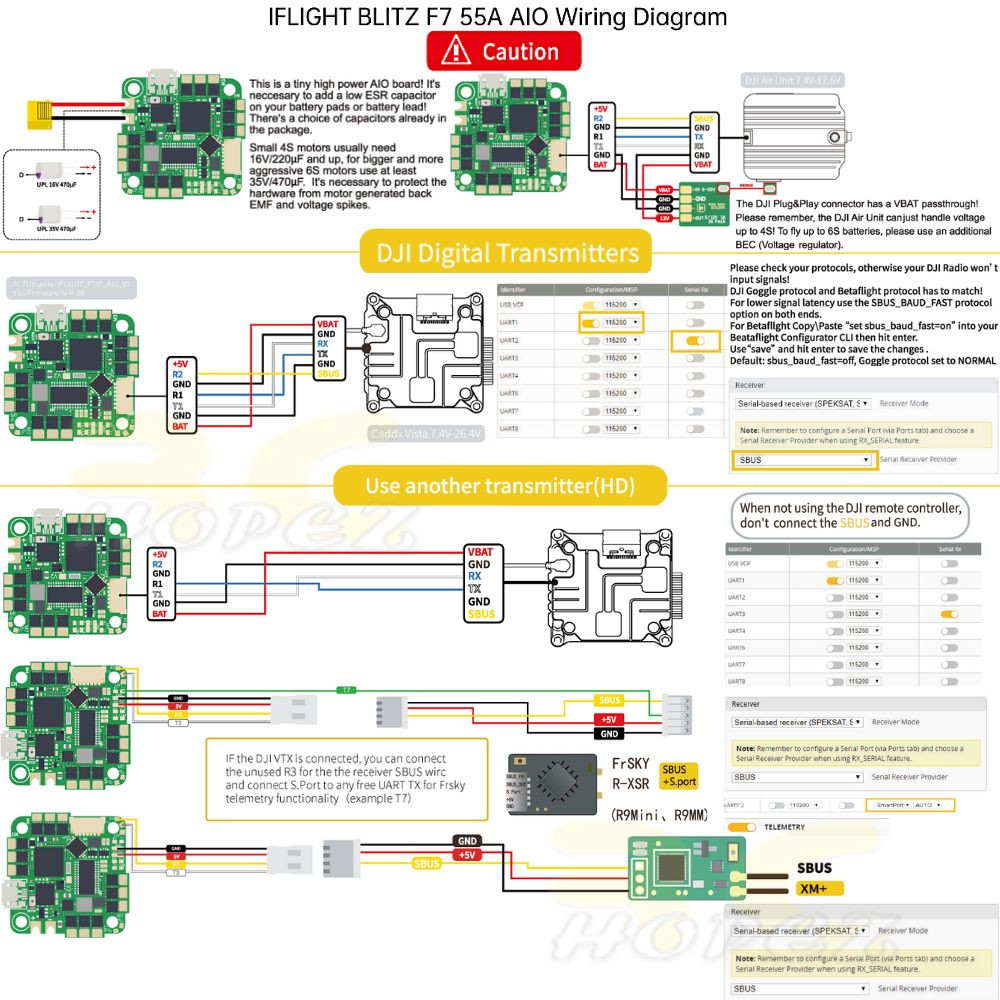 IFLIGHT BLITZ F7 55A AIO Wiring Diagram
Caution
This is a tiny high power AIO board! It's
neccesary to add a low ESR capacitor
on your battery pads or battery lead!
There's a choice of capacitors already in
the package.
Small 4S motors usually need
16V/220μF and up, for bigger and more
aggressive 6S motors use at least
35V/470μF. It's necessary to protect the
hardware from motor generated back
EMF and voltage spikes.
D
UPL 16V 470μF
D
UPL 35V 470μF
+5V
R2
GND
R1
T1
GND
BAT
SBUS
GND
TX
RX
GND
VBAT
DJI Air Unit 7.4V-17.6V
VBAT
GND
GND
12V
The DJI Plug&Play connector has a VBAT passthrough!
Please remember, the DJI Air Unit canjust handle voltage
up to 4S! To fly up to 6S batteries, please use an additional
BEC (Voltage regulator).
DJI Digital Transmitters
FC Firmware:IFLIGHT_F745_AIO_V2
ESC Firmware:G-H-50
+5V
R2
GND
R1
T1
GND
BAT
VBAT
GND
RX
TX
GND
SBUS
Caddx Vista 7.4V-26.4V
Identifier Configuration/MSP Serial Rx
USB VCP 115200
UART1 115200
UART2 115200
UART3 115200
UART4 115200
UART6 115200
UART7 115200
UART8 115200
Please check your protocols, otherwise your DJI Radio won't
input signals!
DJI Goggle protocol and Betaflight protocol has to match!
For lower signal latency use the SBUS_BAUD_FAST protocol
option on both ends.
For Betaflght Copy\Paste "set sbus_baud_fast=on" into your
Beataflight Configurator CLI then hit enter.
Use"save" and hit enter to save the changes .
Default: sbus_baud_fast=off, Goggle protocol set to NORMAL
Receiver
Serial-based receiver (SPEKSAT, S Receiver Mode
Note: Remember to configure a Serial Port (via Ports tab) and choose a
Serial Receiver Provider when using RX_SERIAL feature.
SBUS Serial Receiver Provider
Use another transmitter(HD)
When not using the DJI remote controller,
don't connect the SBUS and GND.
+5V
R2
GND
R1
T1
GND
BAT
VBAT
GND
RX
TX
GND
SBUS
Identifier Configuration/MSP Serial Rx
USB VCP 115200
UART1 115200
UART2 115200
UART3 115200
UART4 115200
UART6 115200
UART7 115200
UART8 115200
T7
GND
5V
R3
T3
SBUS
+5V
GND
IF the DJI VTX is connected, you can connect
the unused R3 for the the receiver SBUS wirc
and connect S.Port to any free UART TX for Frsky
telemetry functionality (example T7)
SBUS_IN
SBUS_OUT
S.Port
+5V
GND
FrSKY
R-XSR
(R9Mini、R9MM)
SBUS
+S.port
Receiver
Serial-based receiver (SPEKSAT, S Receiver Mode
Note: Remember to configure a Serial Port (via Ports tab) and choose a
Serial Receiver Provider when using RX_SERIAL feature.
SBUS Serial Receiver Provider
115200 SmartPort AUTO
TELEMETRY
GND
5V
R3
T3
GND
+5V
SBUS
SBUS
XM+
Receiver
Serial-based receiver (SPEKSAT, S Receiver Mode
Note: Remember to configure a Serial Port (via Ports tab) and choose a
Serial Receiver Provider when using RX_SERIAL feature.
SBUS Serial Receiver Provider